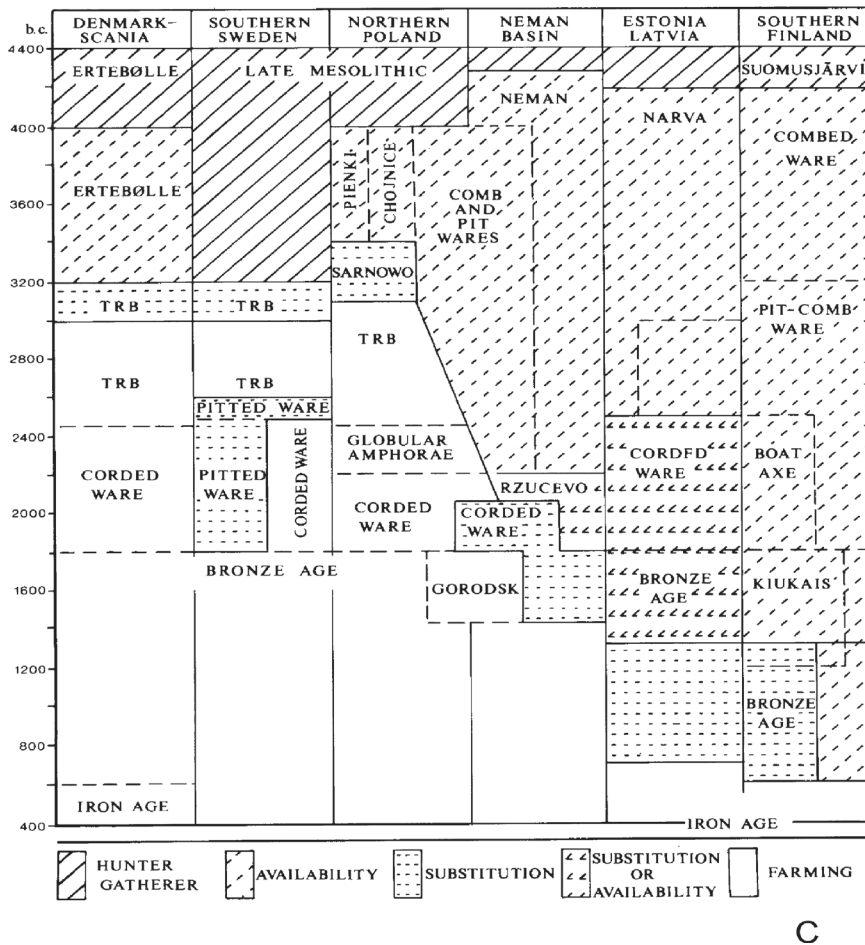 DENMARK-
SCANIA
SOUTHERN
SWEDEN
NORTHERN
POLAND
NEMAN
BASIN
ESTONIA
LATVIA
SOUTHERN
FINLAND
b.c.
4400
4000
3600
3200
2800
2400
2000
1600
1200
800
400
ERTEBØLLE
LATE MESOLITHIC
SUOMUSJÄRVI
NEMAN
NARVA
COMBED
WARE
ERTEBØLLE
PIENKI
CHOJNICE
COMB
AND
PIT
WARES
SARNOWO
TRB
TRB
TRB
PIT-COMB
WARE
TRB
TRB
PITTED WARE
GLOBULAR
AMPHORAE
CORDED
WARE
PITTED
WARE
CORDED WARE
CORDED
WARE
RZUCEVO
CORDED
WARE
CORDFD
WARE
BOAT
AXE
BRONZE AGE
GORODSK
BRONZE
AGE
KIUKAIS
BRONZE
AGE
IRON AGE
IRON AGE
HUNTER
GATHERER
AVAILABILITY
SUBSTITUTION
SUBSTITUTION
OR
AVAILABILITY
FARMING
C